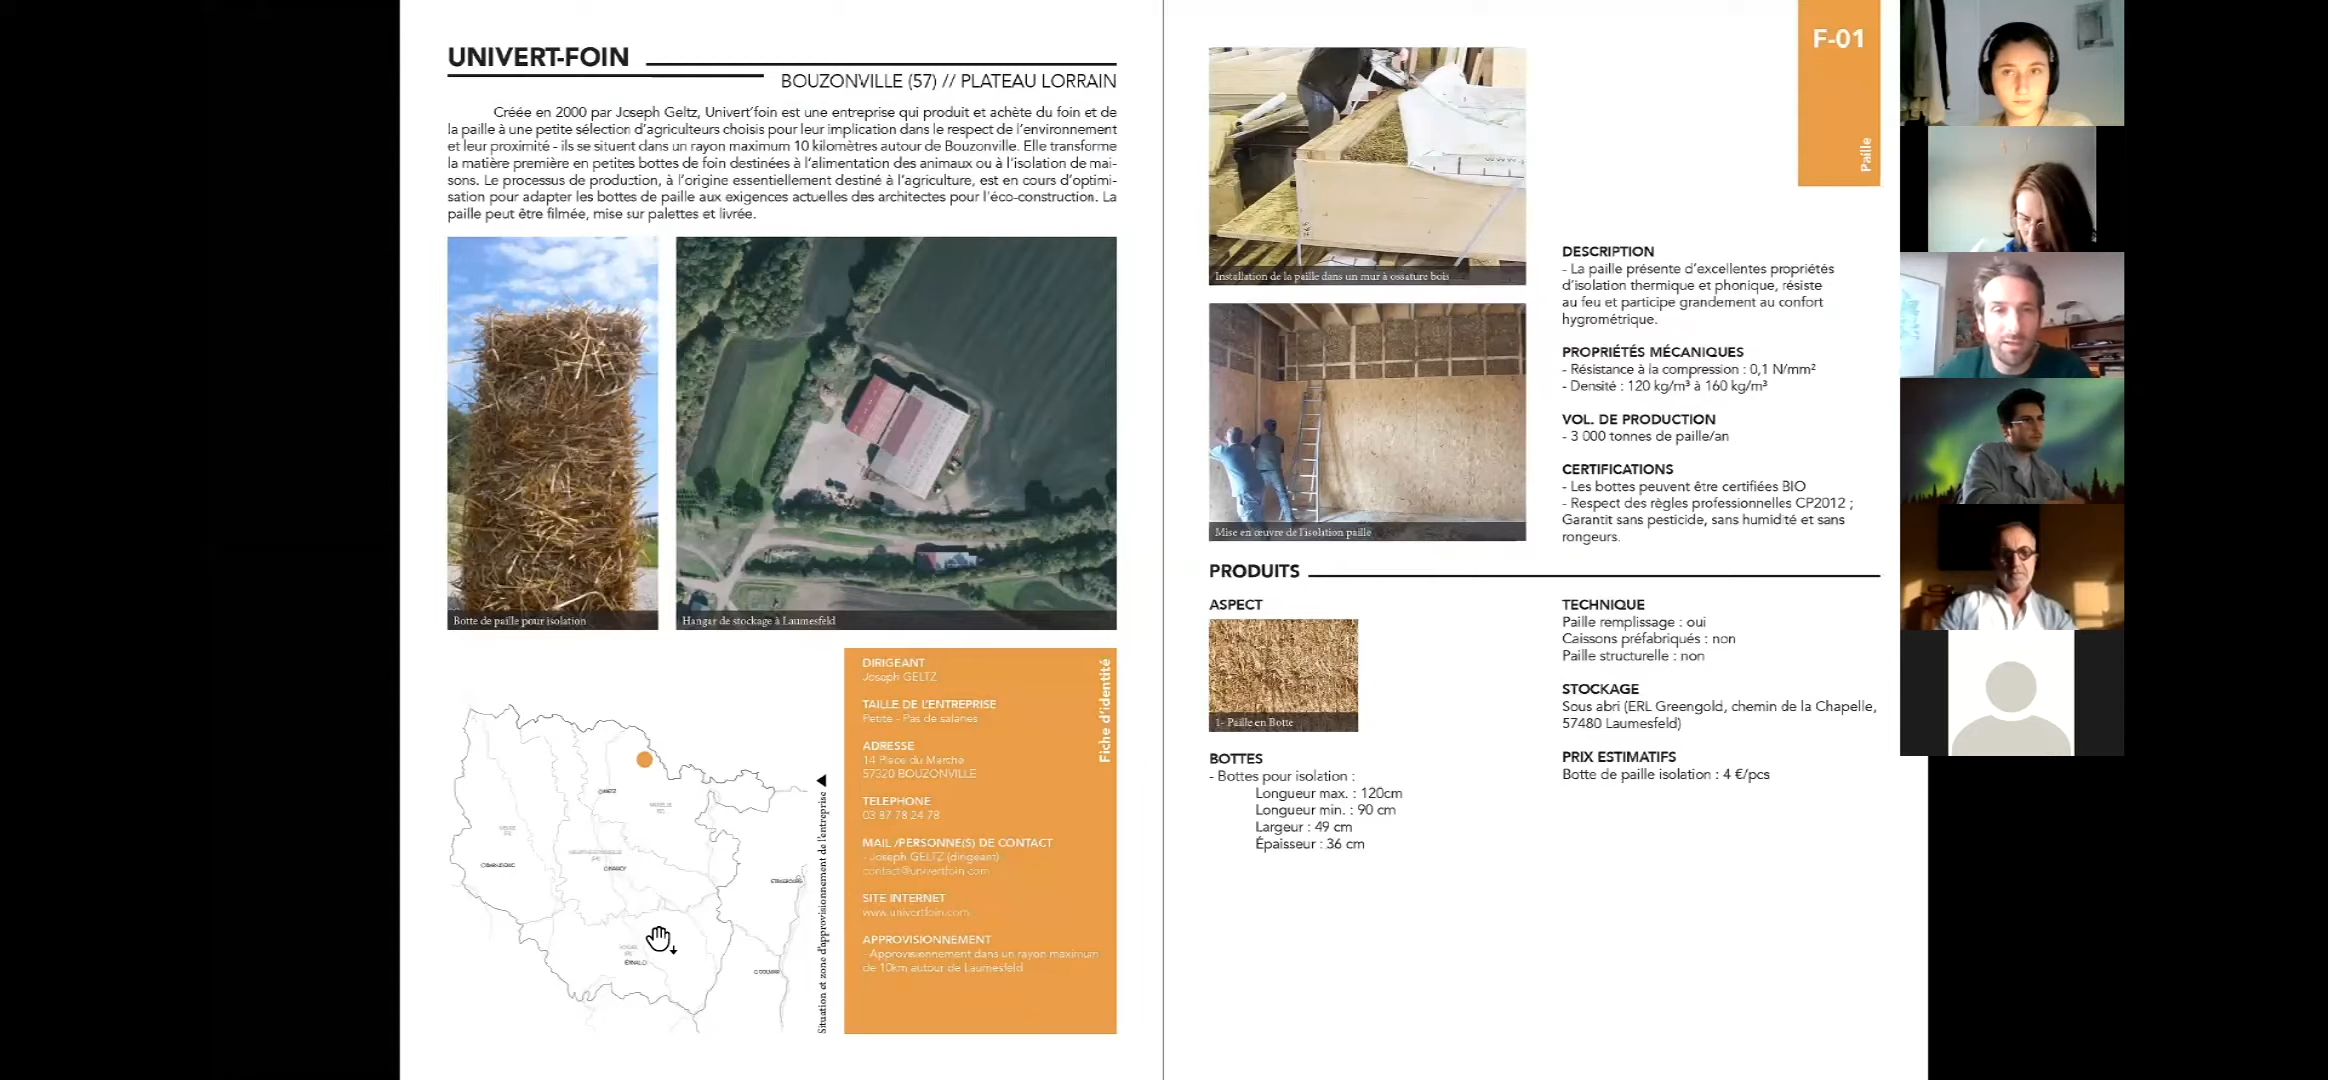 UNIVERT-FOIN
BOUZONVILLE (57) // PLATEAU LORRAIN
Créée en 2000 par Joseph Geltz, Univert'foin est une entreprise qui produit et achète du foin et de
la paille à une petite sélection d'agriculteurs choisis pour leur implication dans le respect de l'environnement
et leur proximité - ils se situent dans un rayon maximum 10 kilomètres autour de Bouzonville. Elle transforme
la matière première en petites bottes de foin destinées à l'alimentation des animaux ou à l'isolation de mai-
sons. Le processus de production, à l'origine essentiellement destiné à l'agriculture, est en cours d'optimi-
sation pour adapter les bottes de paille aux exigences actuelles des architectes pour l'éco-construction. La
paille peut être filmée, mise sur palettes et livrée.
Botte de paille pour isolation
Hangar de stockage à Laumesfeld
METZ
NANCY
STRASBOURG
ÉPINAL
COLMAR
Situation et zone d'approvisionnement de l'entreprise
Fiche d'identité
DIRIGEANT
Joseph GELTZ
TAILLE DE L'ENTREPRISE
Petite - Pas de salariés
ADRESSE
14 Place du Marché
57320 BOUZONVILLE
TELEPHONE
03 87 78 24 78
MAIL /PERSONNE(S) DE CONTACT
- Joseph GELTZ (dirigeant)
contact@univertfoin.com
SITE INTERNET
www.univertfoin.com
APPROVISIONNEMENT
- Approvisionnement dans un rayon maximum
de 10km autour de Laumesfeld
F-01
Paille
Installation de la paille dans un mur à ossature bois
Mise en œuvre de l'isolation paille
DESCRIPTION
- La paille présente d'excellentes propriétés
d'isolation thermique et phonique, résiste
au feu et participe grandement au confort
hygrométrique.
PROPRIÉTÉS MÉCANIQUES
- Résistance à la compression : 0,1 N/mm²
- Densité : 120 kg/m³ à 160 kg/m³
VOL. DE PRODUCTION
- 3 000 tonnes de paille/an
CERTIFICATIONS
- Les bottes peuvent être certifiées BIO
- Respect des règles professionnelles CP2012 ;
Garantit sans pesticide, sans humidité et sans
rongeurs.
PRODUITS
ASPECT
1- Paille en Botte
BOTTES
- Bottes pour isolation :
Longueur max. : 120cm
Longueur min. : 90 cm
Largeur : 49 cm
Épaisseur : 36 cm
TECHNIQUE
Paille remplissage : oui
Caissons préfabriqués : non
Paille structurelle : non
STOCKAGE
Sous abri (ERL Greengold, chemin de la Chapelle,
57480 Laumesfeld)
PRIX ESTIMATIFS
Botte de paille isolation : 4 €/pcs